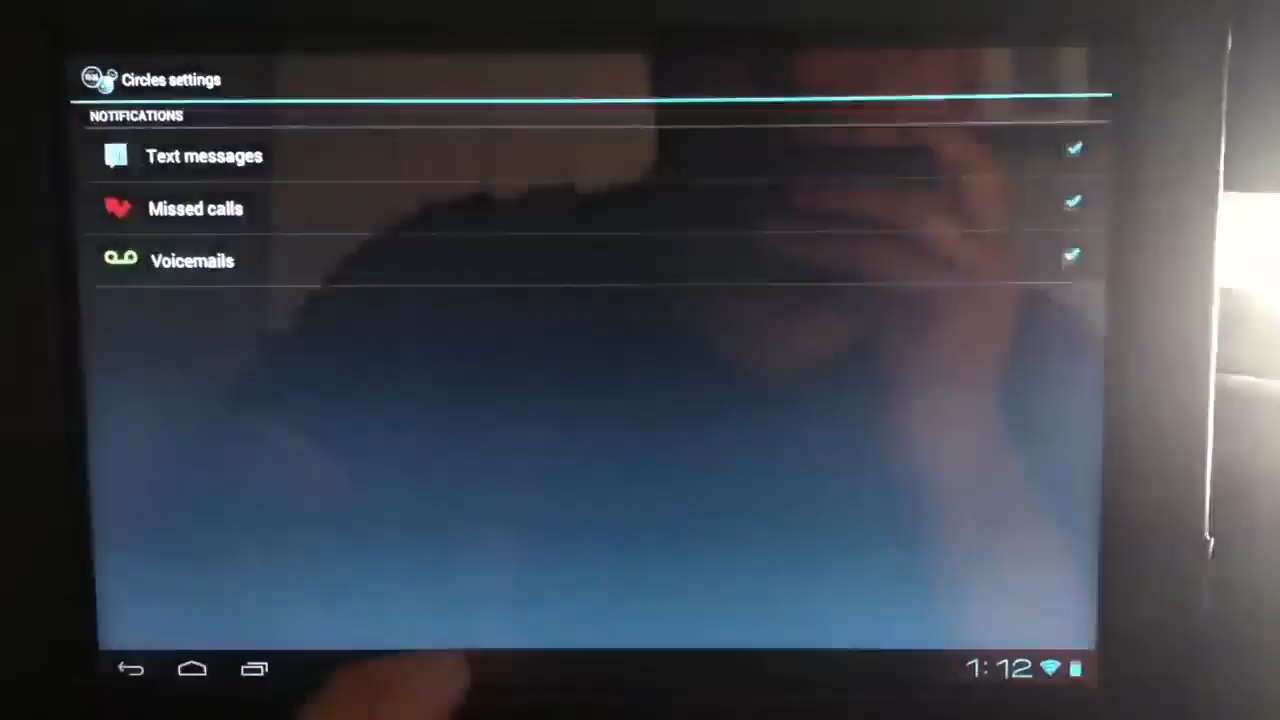 Circles settings
NOTIFICATIONS
Text messages
Missed calls
Voicemails
1:12